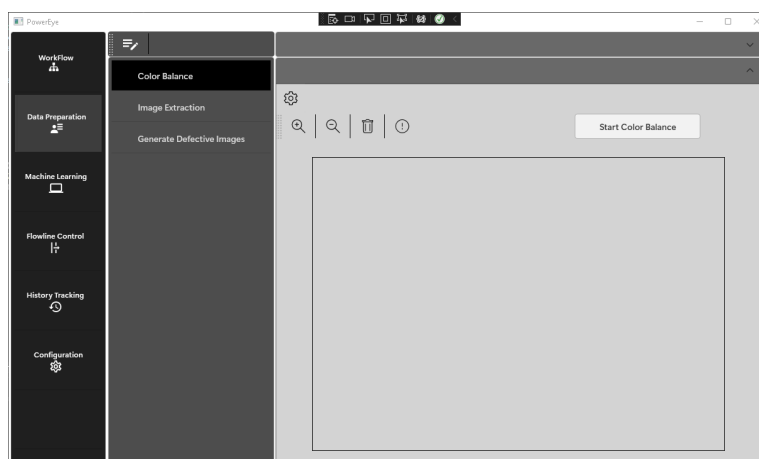 PowerEye
WorkFlow
Data Preparation
Machine Learning
Flowline Control
History Tracking
Configuration
Color Balance
Image Extraction
Generate Defective Images
Start Color Balance